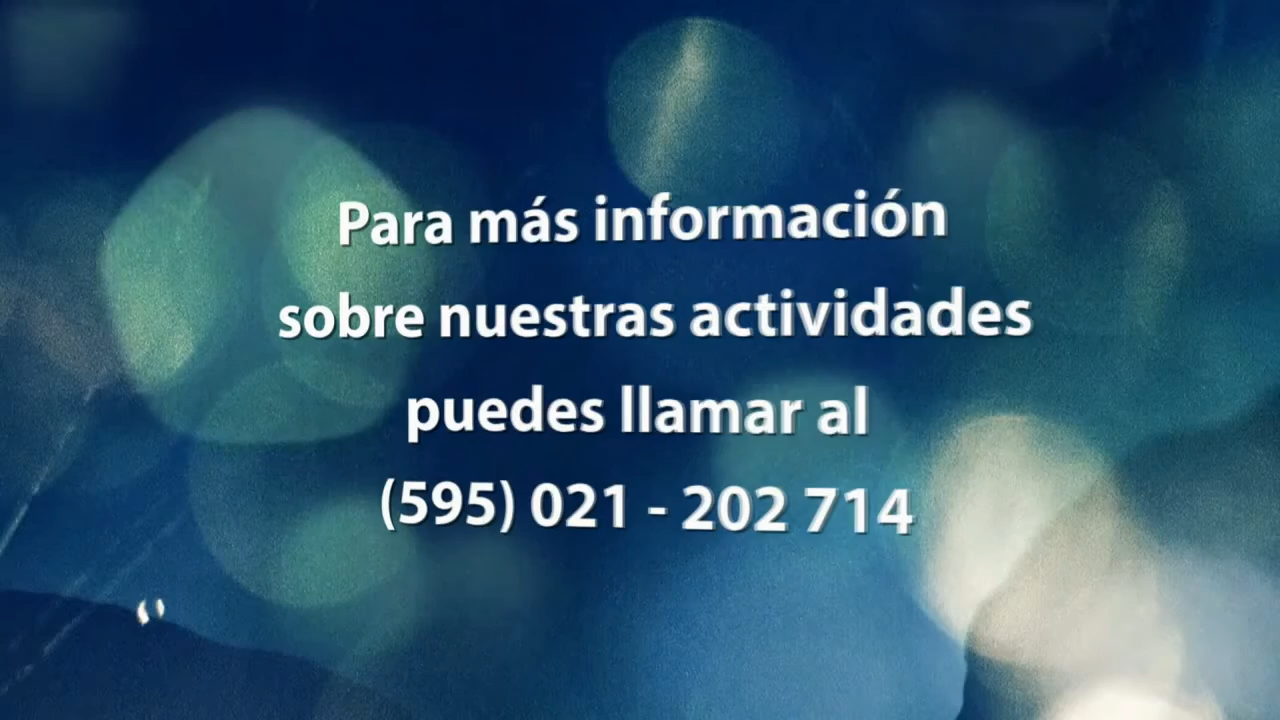 Para más información
sobre nuestras actividades
puedes llamar al
(595) 021 - 202 714